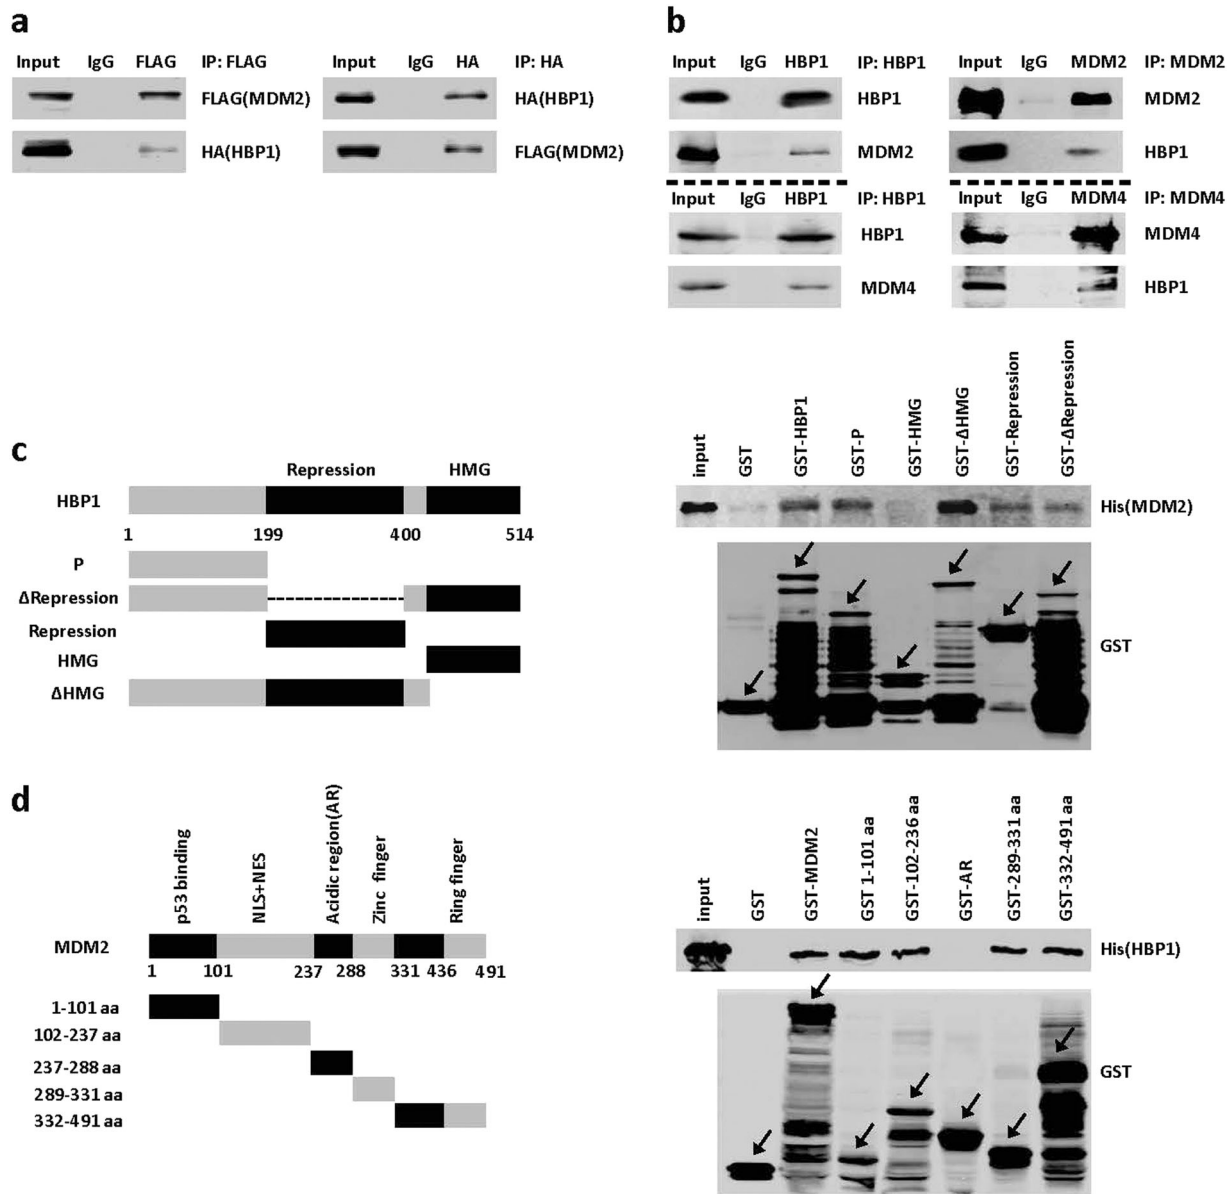 a
Input IgG FLAG IP: FLAG
FLAG(MDM2)
HA(HBP1)
Input IgG HA IP: HA
HA(HBP1)
FLAG(MDM2)
b
Input IgG HBP1 IP: HBP1
HBP1
MDM2
Input IgG MDM2 IP: MDM2
MDM2
HBP1
Input IgG HBP1 IP: HBP1
HBP1
MDM4
Input IgG MDM4 IP: MDM4
MDM4
HBP1
c
Repression HMG
HBP1
1 199 400 514
P
ΔRepression
Repression
HMG
ΔHMG
input
GST
GST-HBP1
GST-P
GST-HMG
GST-ΔHMG
GST-Repression
GST-ΔRepression
His(MDM2)
GST
d
p53 binding
NLS+NES
Acidic region(AR)
Zinc finger
Ring finger
MDM2
1 101 237 288 331 436 491
1-101 aa
102-237 aa
237-288 aa
289-331 aa
332-491 aa
input
GST
GST-MDM2
GST 1-101 aa
GST-102-236 aa
GST-AR
GST-289-331 aa
GST-332-491 aa
His(HBP1)
GST